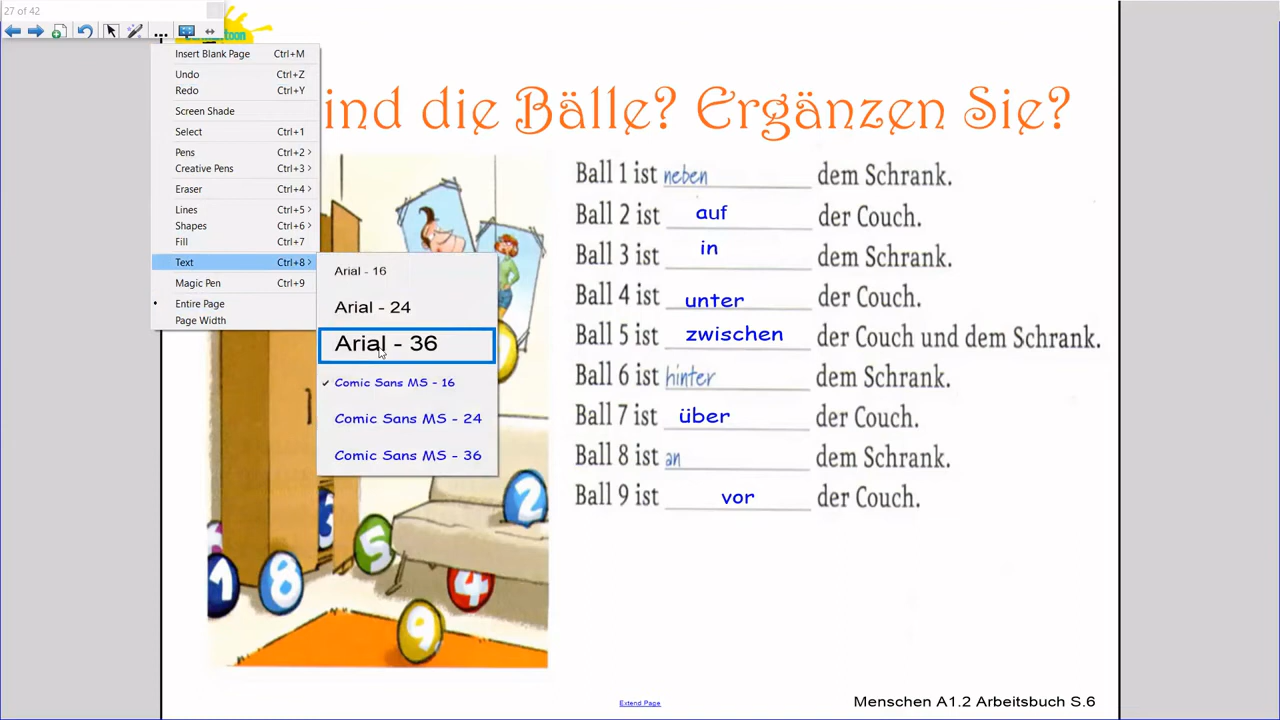 27 of 42
Insert Blank Page Ctrl+M
Undo Ctrl+Z
Redo Ctrl+Y
Screen Shade
Select Ctrl+1
Pens Ctrl+2
Creative Pens Ctrl+3
Eraser Ctrl+4
Lines Ctrl+5
Shapes Ctrl+6
Fill Ctrl+7
Text Ctrl+8
Magic Pen Ctrl+9
Entire Page
Page Width
Arial - 16
Arial - 24
Arial - 36
Comic Sans MS - 16
Comic Sans MS - 24
Comic Sans MS - 36
ind die Bälle? Ergänzen Sie?
Ball 1 ist neben dem Schrank.
Ball 2 ist auf der Couch.
Ball 3 ist in dem Schrank.
Ball 4 ist unter der Couch.
Ball 5 ist zwischen der Couch und dem Schrank.
Ball 6 ist hinter dem Schrank.
Ball 7 ist über der Couch.
Ball 8 ist an dem Schrank.
Ball 9 ist vor der Couch.
3
2
5
1
8
4
9
Extend Page
Menschen A1.2 Arbeitsbuch S.6